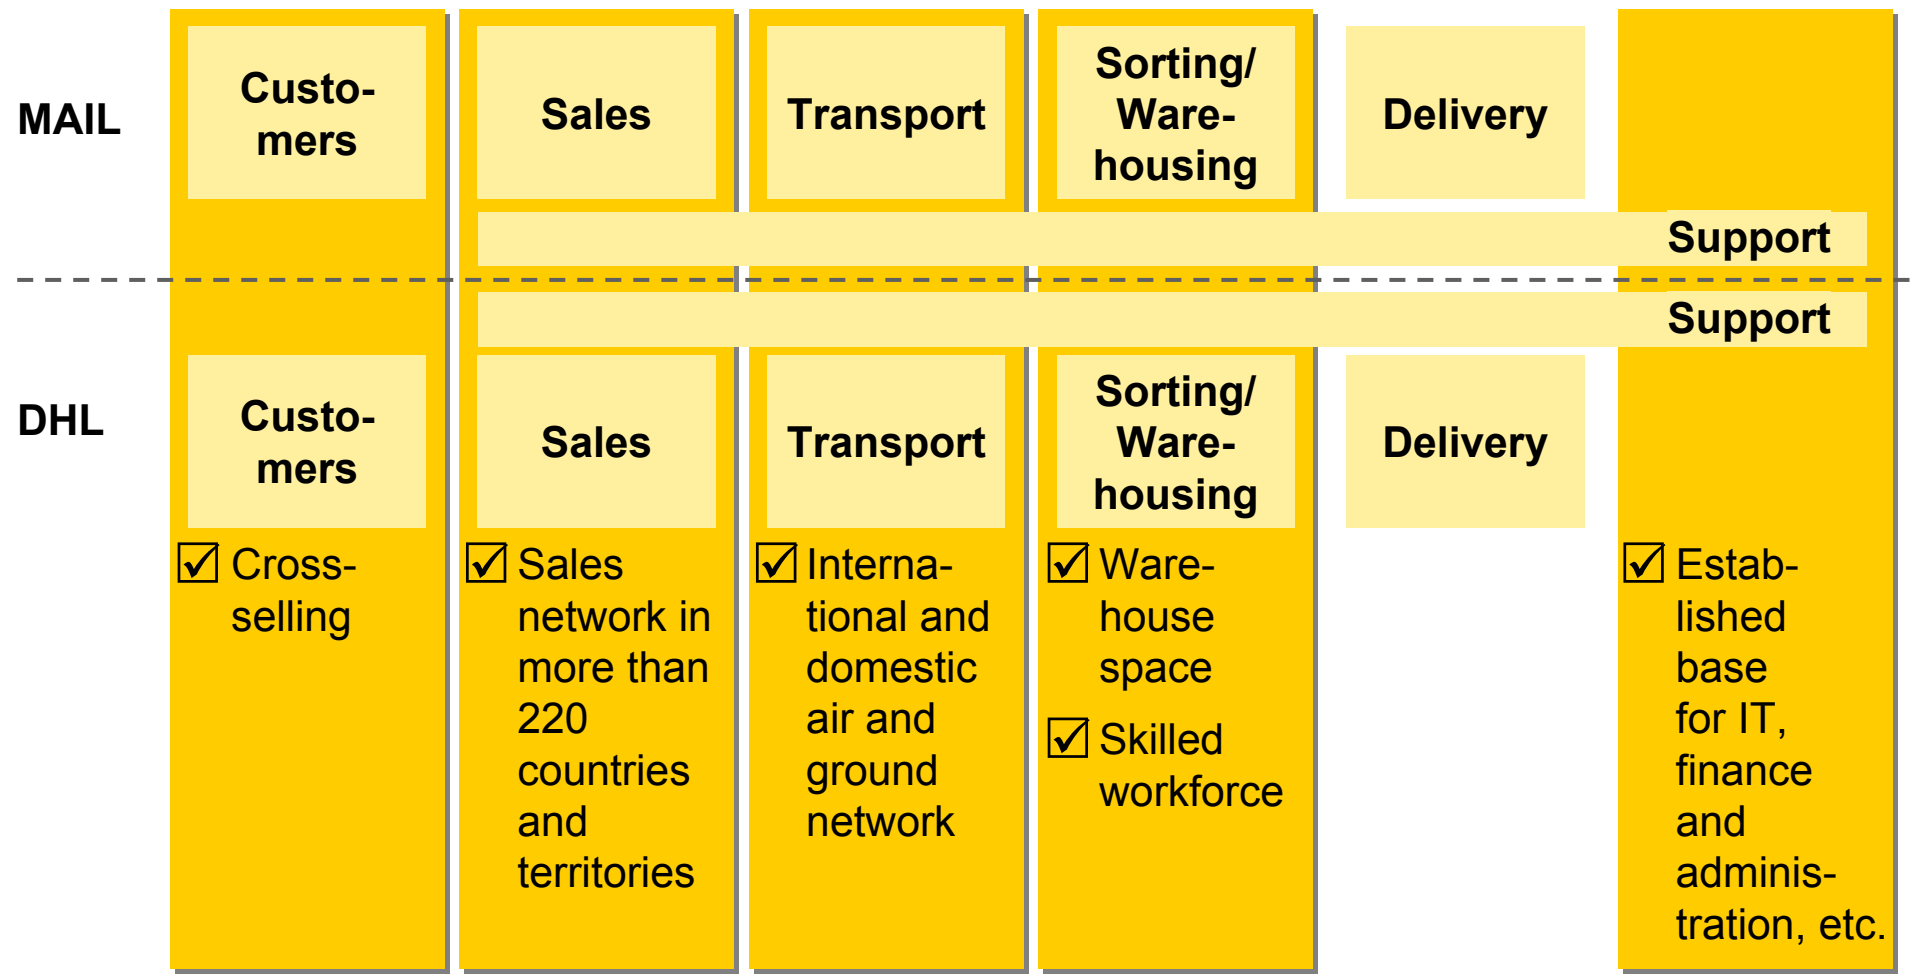 MAIL
Custo-
mers
Sales
Transport
Sorting/
Ware-
housing
Delivery
Support
Support
DHL
Custo-
mers
Sales
Transport
Sorting/
Ware-
housing
Delivery
Cross-
selling
Sales
network in
more than
220
countries
and
territories
Interna-
tional and
domestic
air and
ground
network
Ware-
house
space
Skilled
workforce
Estab-
lished
base
for IT,
finance
and
adminis-
tration, etc.